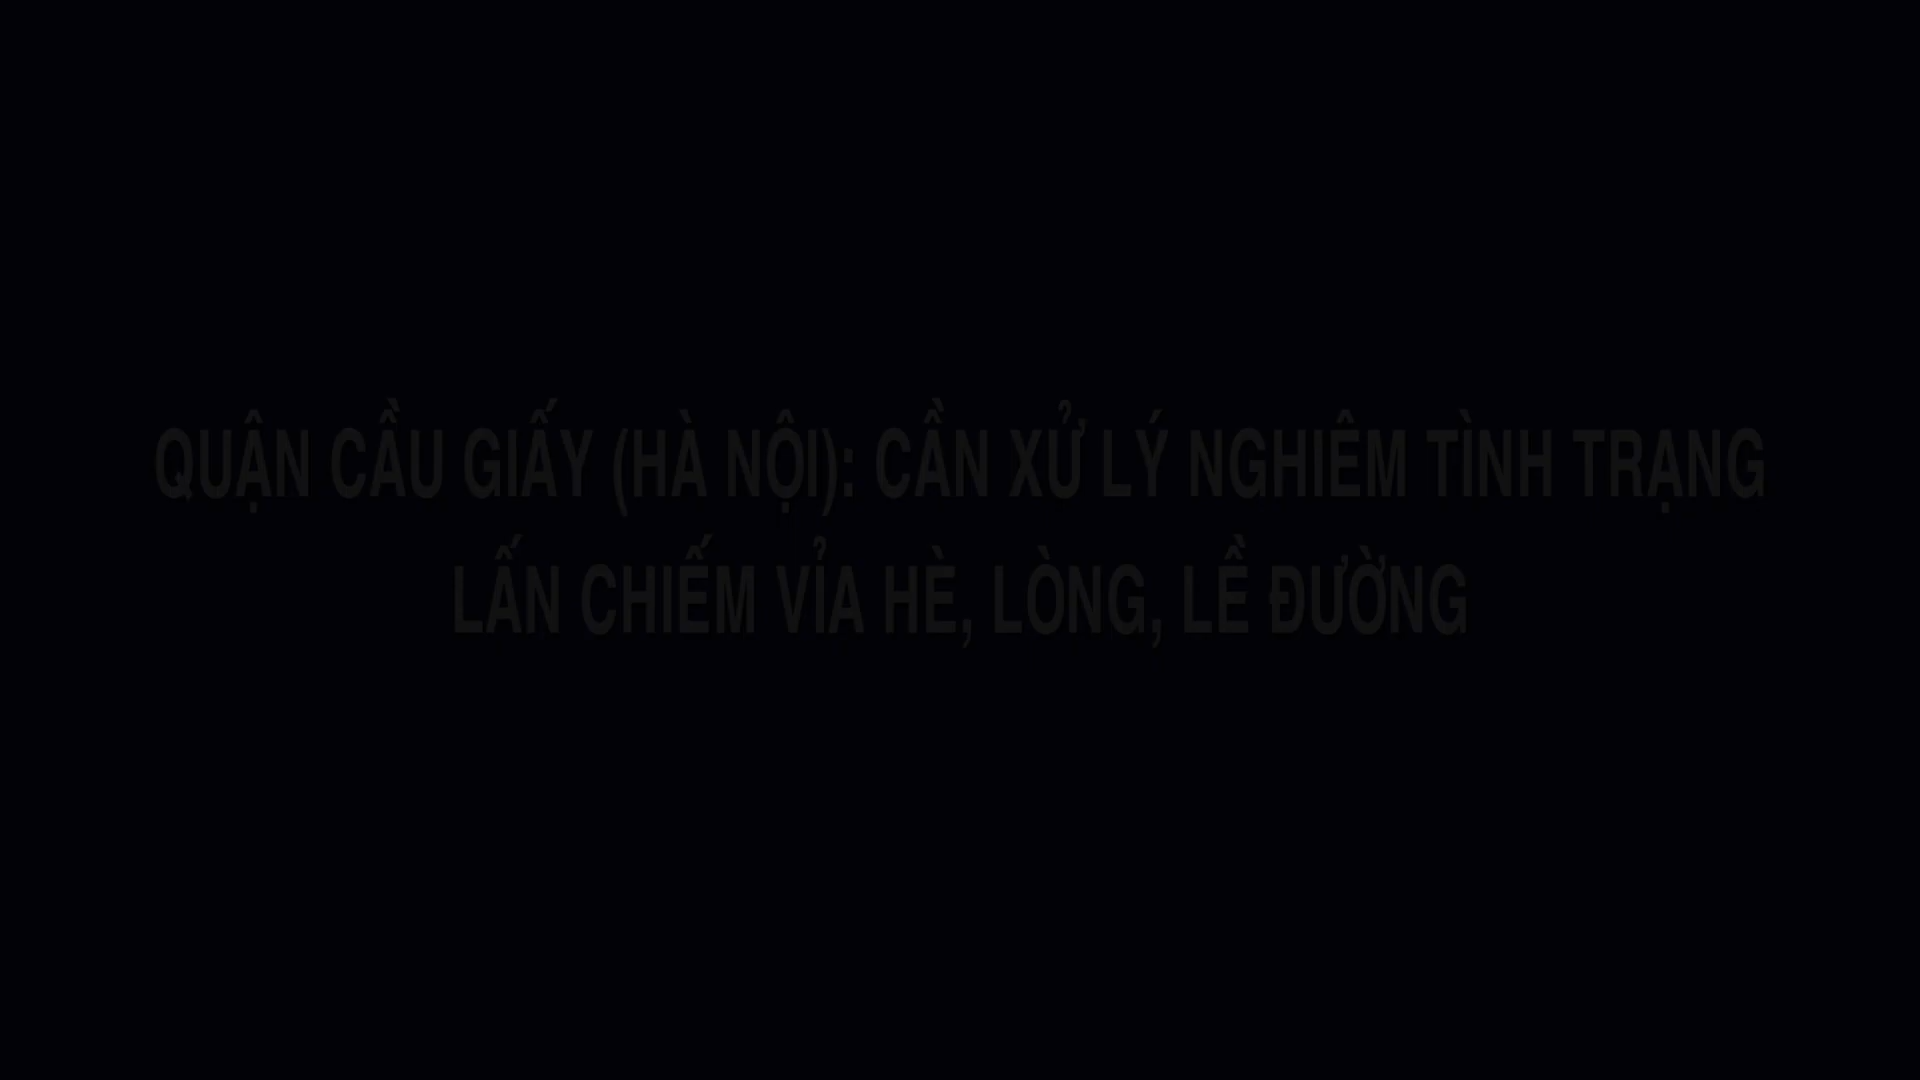 QUẬN CẦU GIẤY (HÀ NỘI): CẦN XỬ LÝ NGHIÊM TÌNH TRẠNG
LẤN CHIẾM VỈA HÈ, LÒNG, LỀ ĐƯỜNG